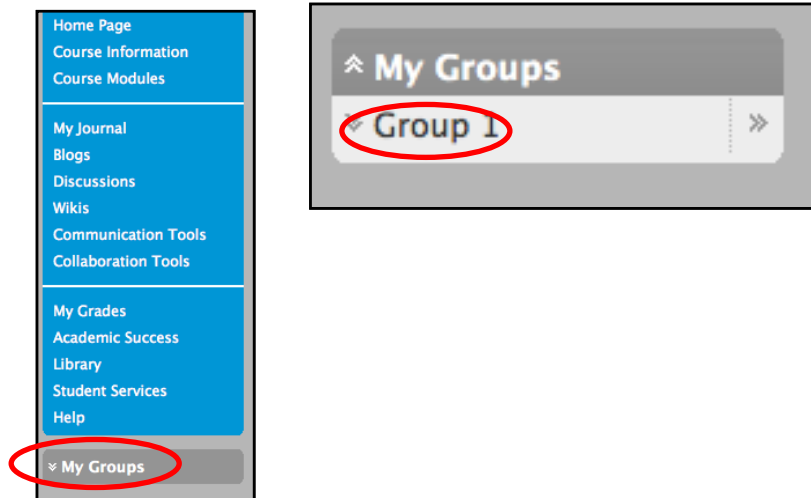 Home Page
Course Information
Course Modules
My Journal
Blogs
Discussions
Wikis
Communication Tools
Collaboration Tools
My Grades
Academic Success
Library
Student Services
Help
My Groups
My Groups
Group 1